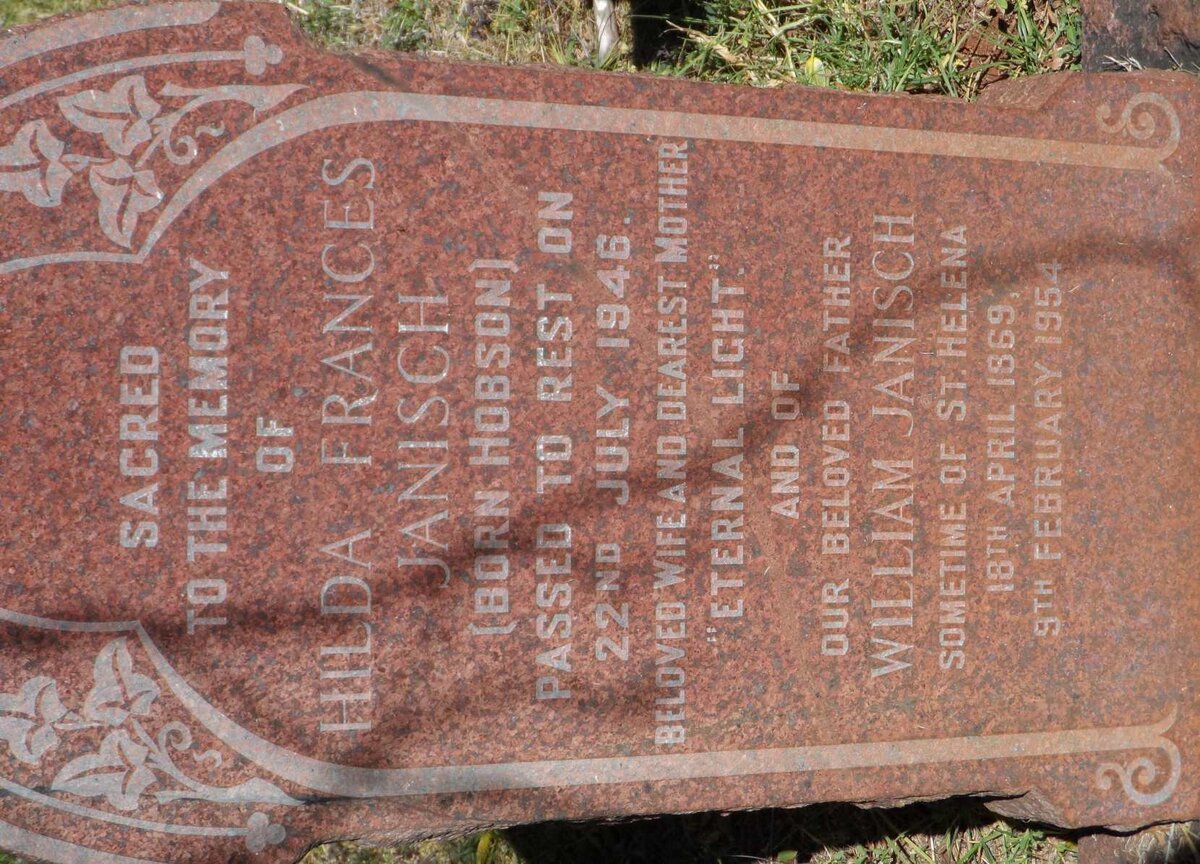 SACRED
TO THE MEMORY
OF
HILDA FRANCES
JANISCH
(BORN HOBSON)
PASSED TO REST ON
22ND JULY 1946.
BELOVED WIFE AND DEAREST MOTHER
"ETERNAL LIGHT."
AND OF
OUR BELOVED FATHER
WILLIAM JANISCH
SOMETIME OF ST. HELENA
18TH APRIL 1869,
9TH FEBRUARY 1954